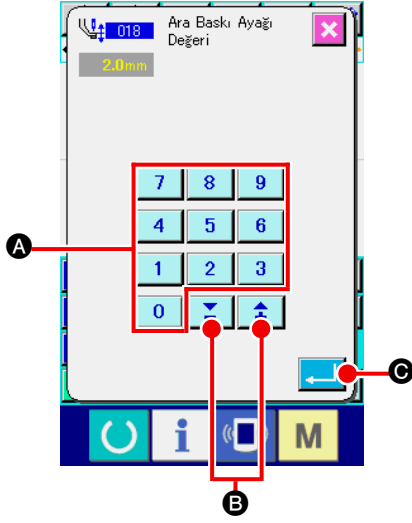 018
Ara Baskı Ayağı
Değeri
2.0mm
7 8 9
4 5 6
1 2 3
0
A
B
C
i
M